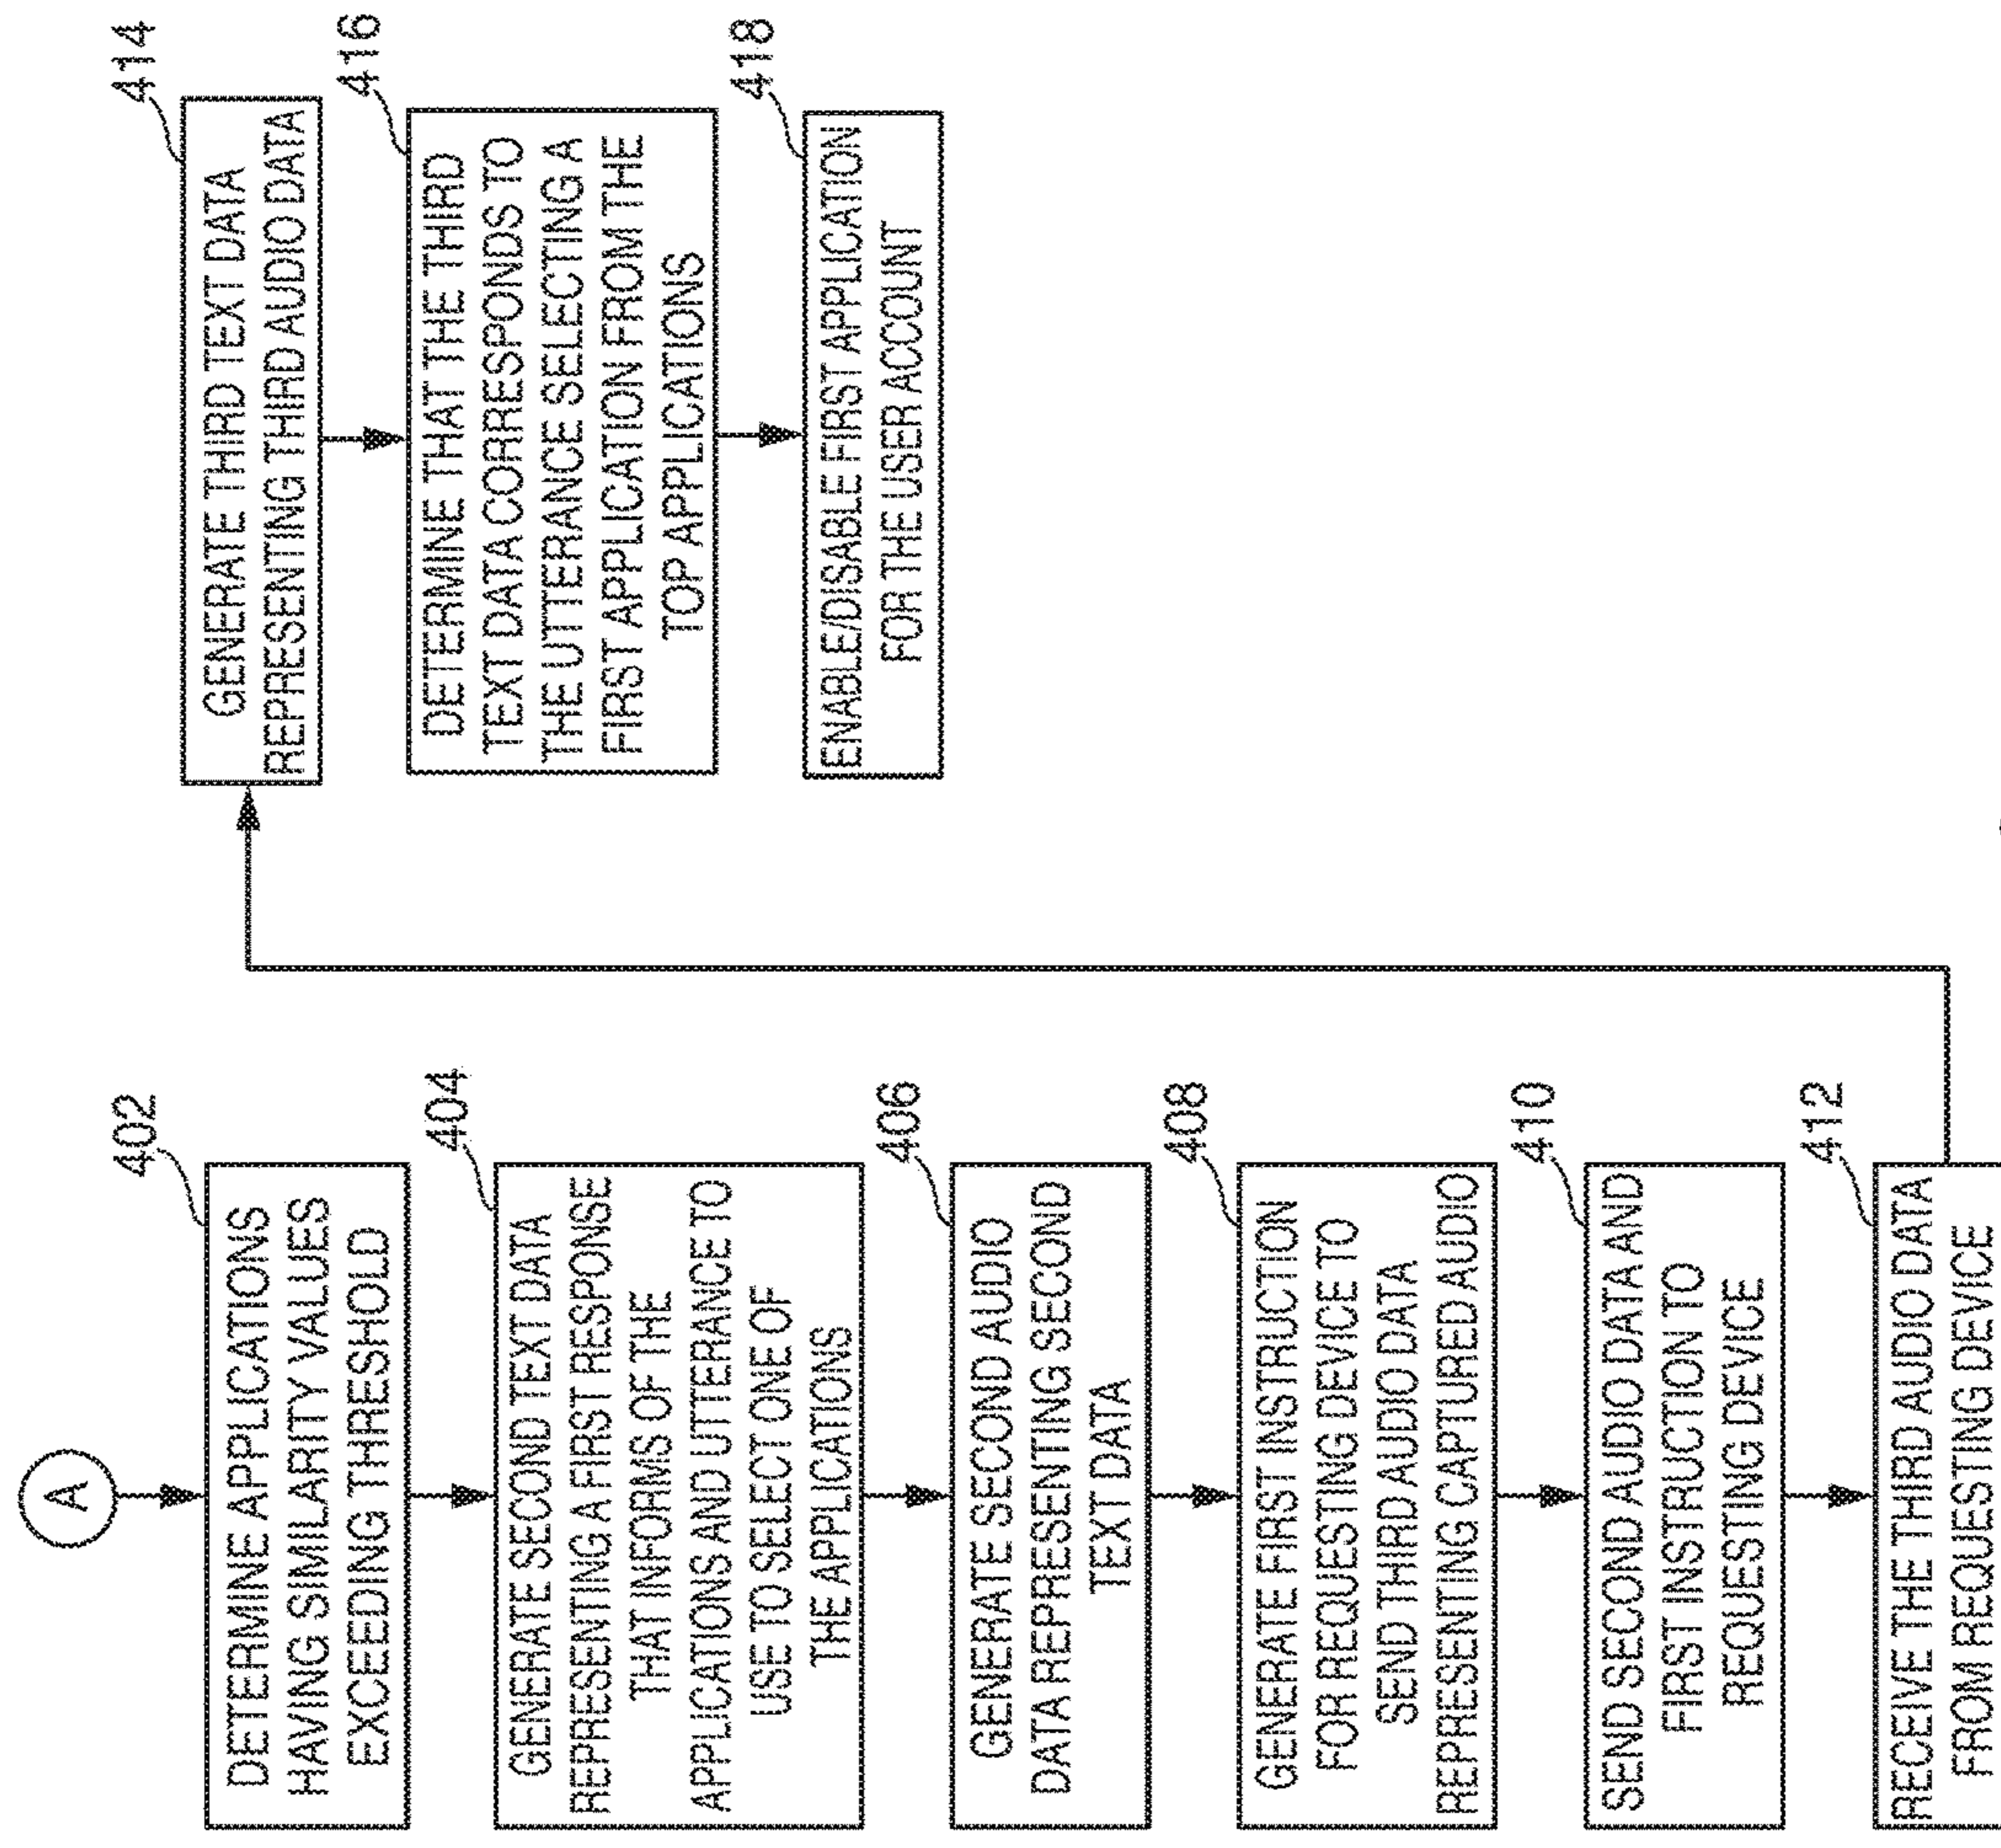 A
402
DETERMINE APPLICATIONS
HAVING SIMILARITY VALUES
EXCEEDING THRESHOLD
404
GENERATE SECOND TEXT DATA
REPRESENTING A FIRST RESPONSE
THAT INFORMS OF THE
APPLICATIONS AND UTTERANCE TO
USE TO SELECT ONE OF
THE APPLICATIONS
406
GENERATE SECOND AUDIO
DATA REPRESENTING SECOND
TEXT DATA
408
GENERATE FIRST INSTRUCTION
FOR REQUESTING DEVICE TO
SEND THIRD AUDIO DATA
REPRESENTING CAPTURED AUDIO
410
SEND SECOND AUDIO DATA AND
FIRST INSTRUCTION TO
REQUESTING DEVICE
412
RECEIVE THE THIRD AUDIO DATA
FROM REQUESTING DEVICE
414
GENERATE THIRD TEXT DATA
REPRESENTING THIRD AUDIO DATA
416
DETERMINE THAT THE THIRD
TEXT DATA CORRESPONDS TO
THE UTTERANCE SELECTING A
FIRST APPLICATION FROM THE
TOP APPLICATIONS
418
ENABLE/DISABLE FIRST APPLICATION
FOR THE USER ACCOUNT